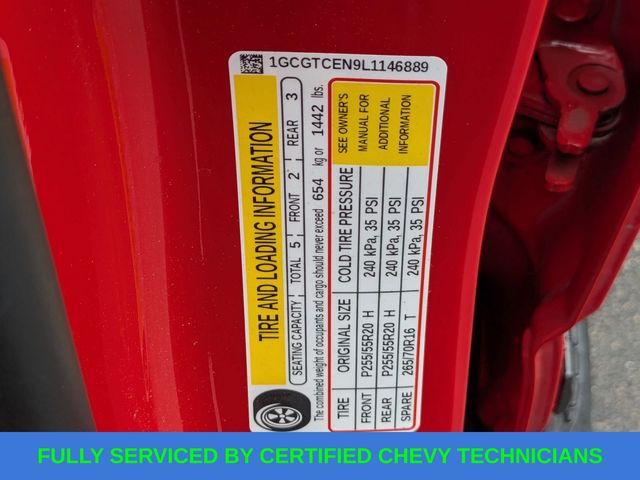 1GCGTCEN9L1146889
TIRE AND LOADING INFORMATION
SEATING CAPACITY TOTAL 5 FRONT 2 REAR 3
The combined weight of occupants and cargo should never exceed 654 kg or 1442 lbs.
TIRE ORIGINAL SIZE COLD TIRE PRESSURE
FRONT P255/55R20 H 240 kPa, 35 PSI
REAR P255/55R20 H 240 kPa, 35 PSI
SPARE 265/70R16 T 240 kPa, 35 PSI
SEE OWNER'S
MANUAL FOR
ADDITIONAL
INFORMATION
FULLY SERVICED BY CERTIFIED CHEVY TECHNICIANS